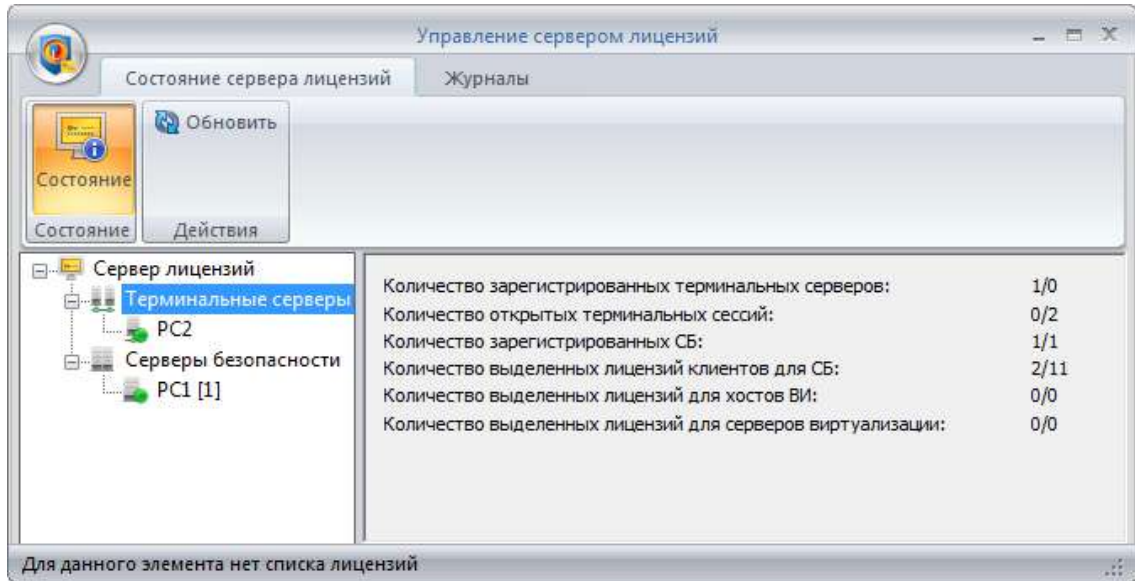 Управление сервером лицензий
Состояние сервера лицензий Журналы
Обновить
Состояние
Состояние Действия
Сервер лицензий
Терминальные серверы
PC2
Серверы безопасности
PC1 [1]
Количество зарегистрированных терминальных серверов: 1/0
Количество открытых терминальных сессий: 0/2
Количество зарегистрированных СБ: 1/1
Количество выделенных лицензий клиентов для СБ: 2/11
Количество выделенных лицензий для хостов ВИ: 0/0
Количество выделенных лицензий для серверов виртуализации: 0/0
Для данного элемента нет списка лицензий